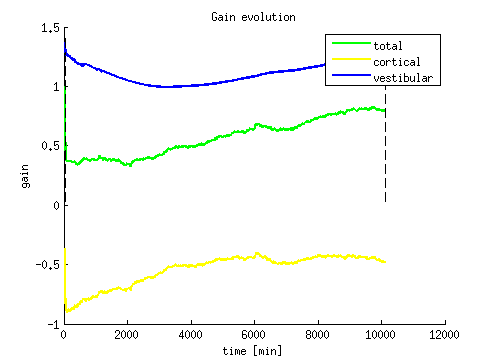 Gain evolution
1.5
1
0.5
0
-0.5
-1
gain
total
cortical
vestibular
0
2000
4000
6000
8000
10000
12000
time [min]